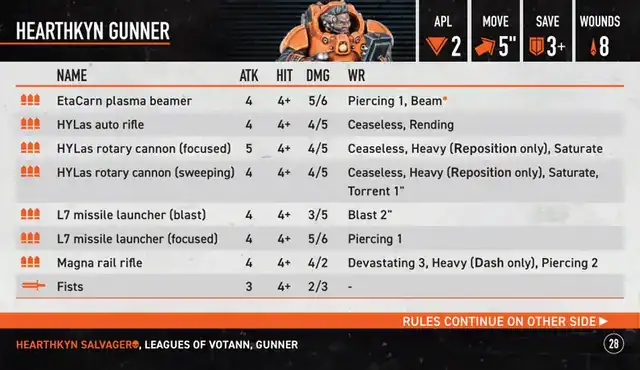 HEARTHKYN GUNNER
APL 2
MOVE 5"
SAVE 3+
WOUNDS 8
NAME ATK HIT DMG WR
EtaCarn plasma beamer 4 4+ 5/6 Piercing 1, Beam*
HYLas auto rifle 4 4+ 4/5 Ceaseless, Rending
HYLas rotary cannon (focused) 5 4+ 4/5 Ceaseless, Heavy (Reposition only), Saturate
HYLas rotary cannon (sweeping) 4 4+ 4/5 Ceaseless, Heavy (Reposition only), Saturate,
Torrent 1"
L7 missile launcher (blast) 4 4+ 3/5 Blast 2"
L7 missile launcher (focused) 4 4+ 5/6 Piercing 1
Magna rail rifle 4 4+ 4/2 Devastating 3, Heavy (Dash only), Piercing 2
Fists 3 4+ 2/3 -
RULES CONTINUE ON OTHER SIDE ▶
HEARTHKYN SALVAGER, LEAGUES OF VOTANN, GUNNER
28